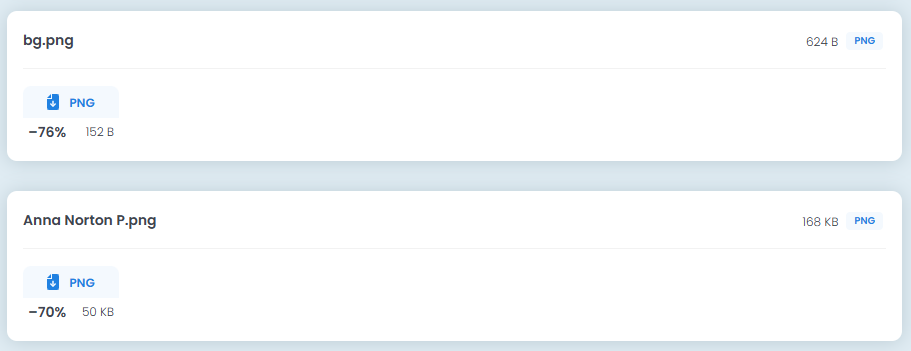 bg.png 624 B PNG
PNG
–76% 152 B
Anna Norton P.png 168 KB PNG
PNG
–70% 50 KB